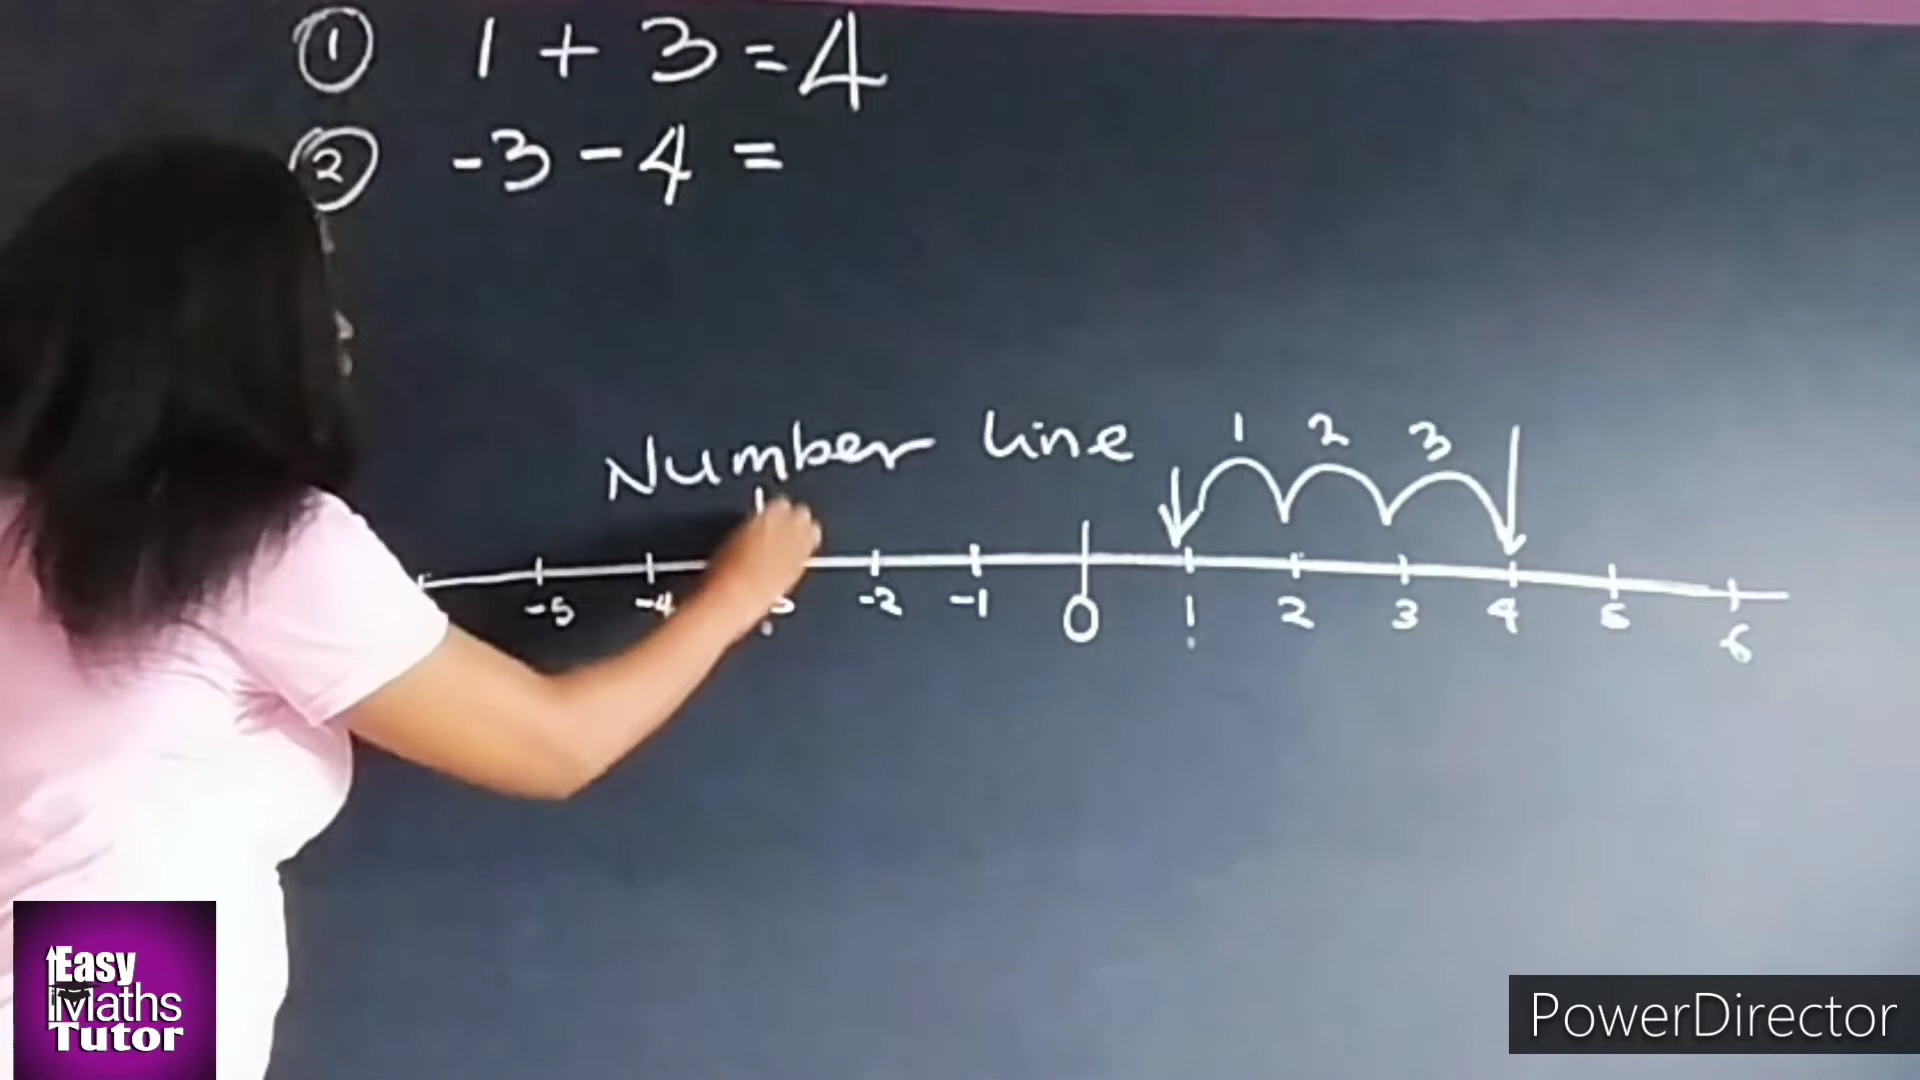 ① 1 + 3 = 4
② -3 - 4 =
Number line
1 2 3
-5 -4 -2 -1 0 1 2 3 4 5 6
Easy
Maths
Tutor
PowerDirector